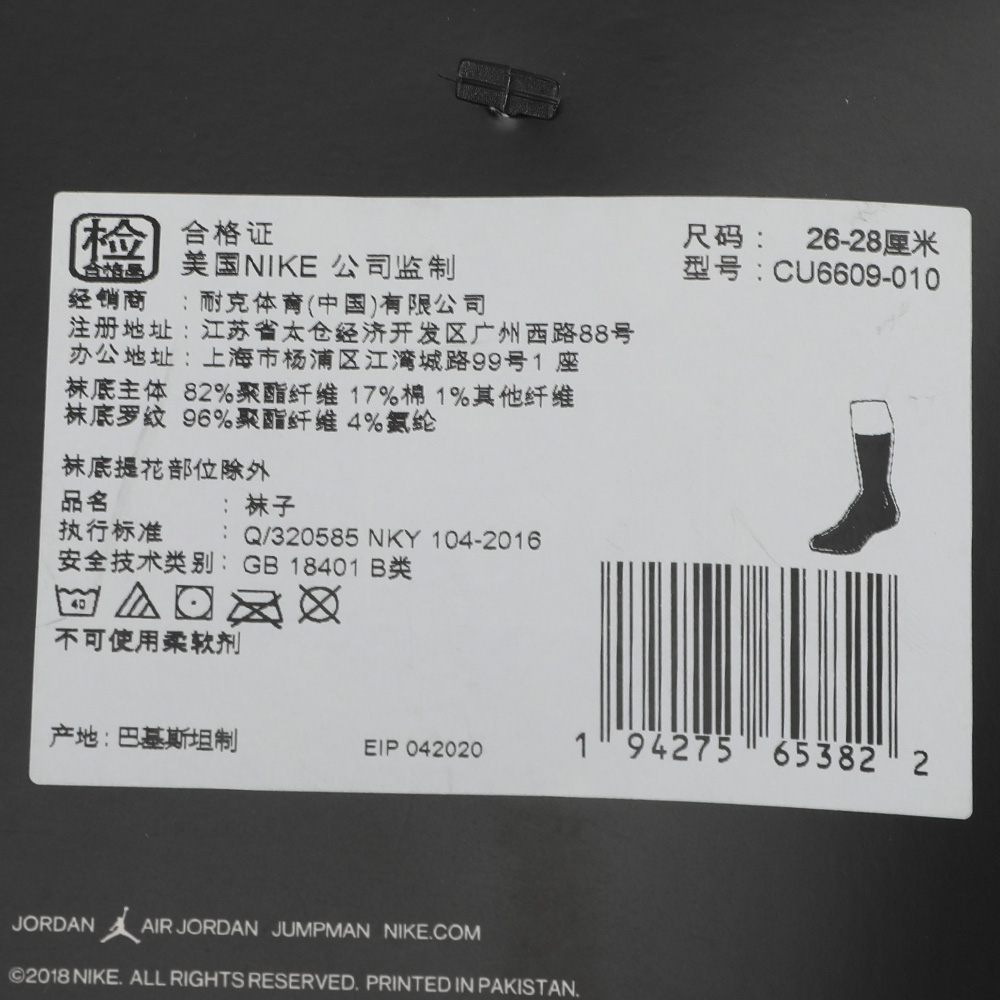 检
合格品
合格证
美国NIKE 公司监制
尺码： 26-28厘米
型号：CU6609-010
经销商 ：耐克体育(中国)有限公司
注册地址：江苏省太仓经济开发区广州西路88号
办公地址：上海市杨浦区江湾城路99号1 座
袜底主体 82%聚酯纤维 17%棉 1%其他纤维
袜底罗纹 96%聚酯纤维 4%氨纶
袜底提花部位除外
品名 ：袜子
执行标准 ：Q/320585 NKY 104-2016
安全技术类别：GB 18401 B类
40
不可使用柔软剂
产地：巴基斯坦制
EIP 042020
1 94275 65382 2
JORDAN AIR JORDAN JUMPMAN NIKE.COM
©2018 NIKE. ALL RIGHTS RESERVED. PRINTED IN PAKISTAN.